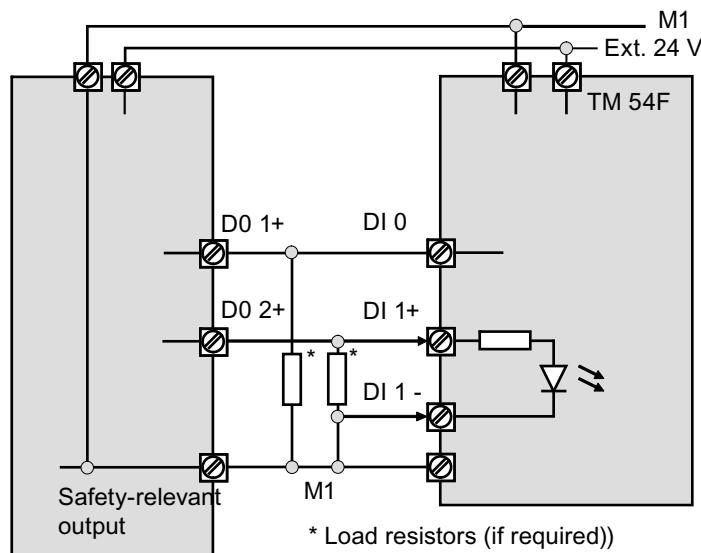 M1
Ext. 24 V
TM 54F
D0 1+
DI 0
D0 2+
DI 1+
*
*
DI 1 -
M1
Safety-relevant
output
* Load resistors (if required))